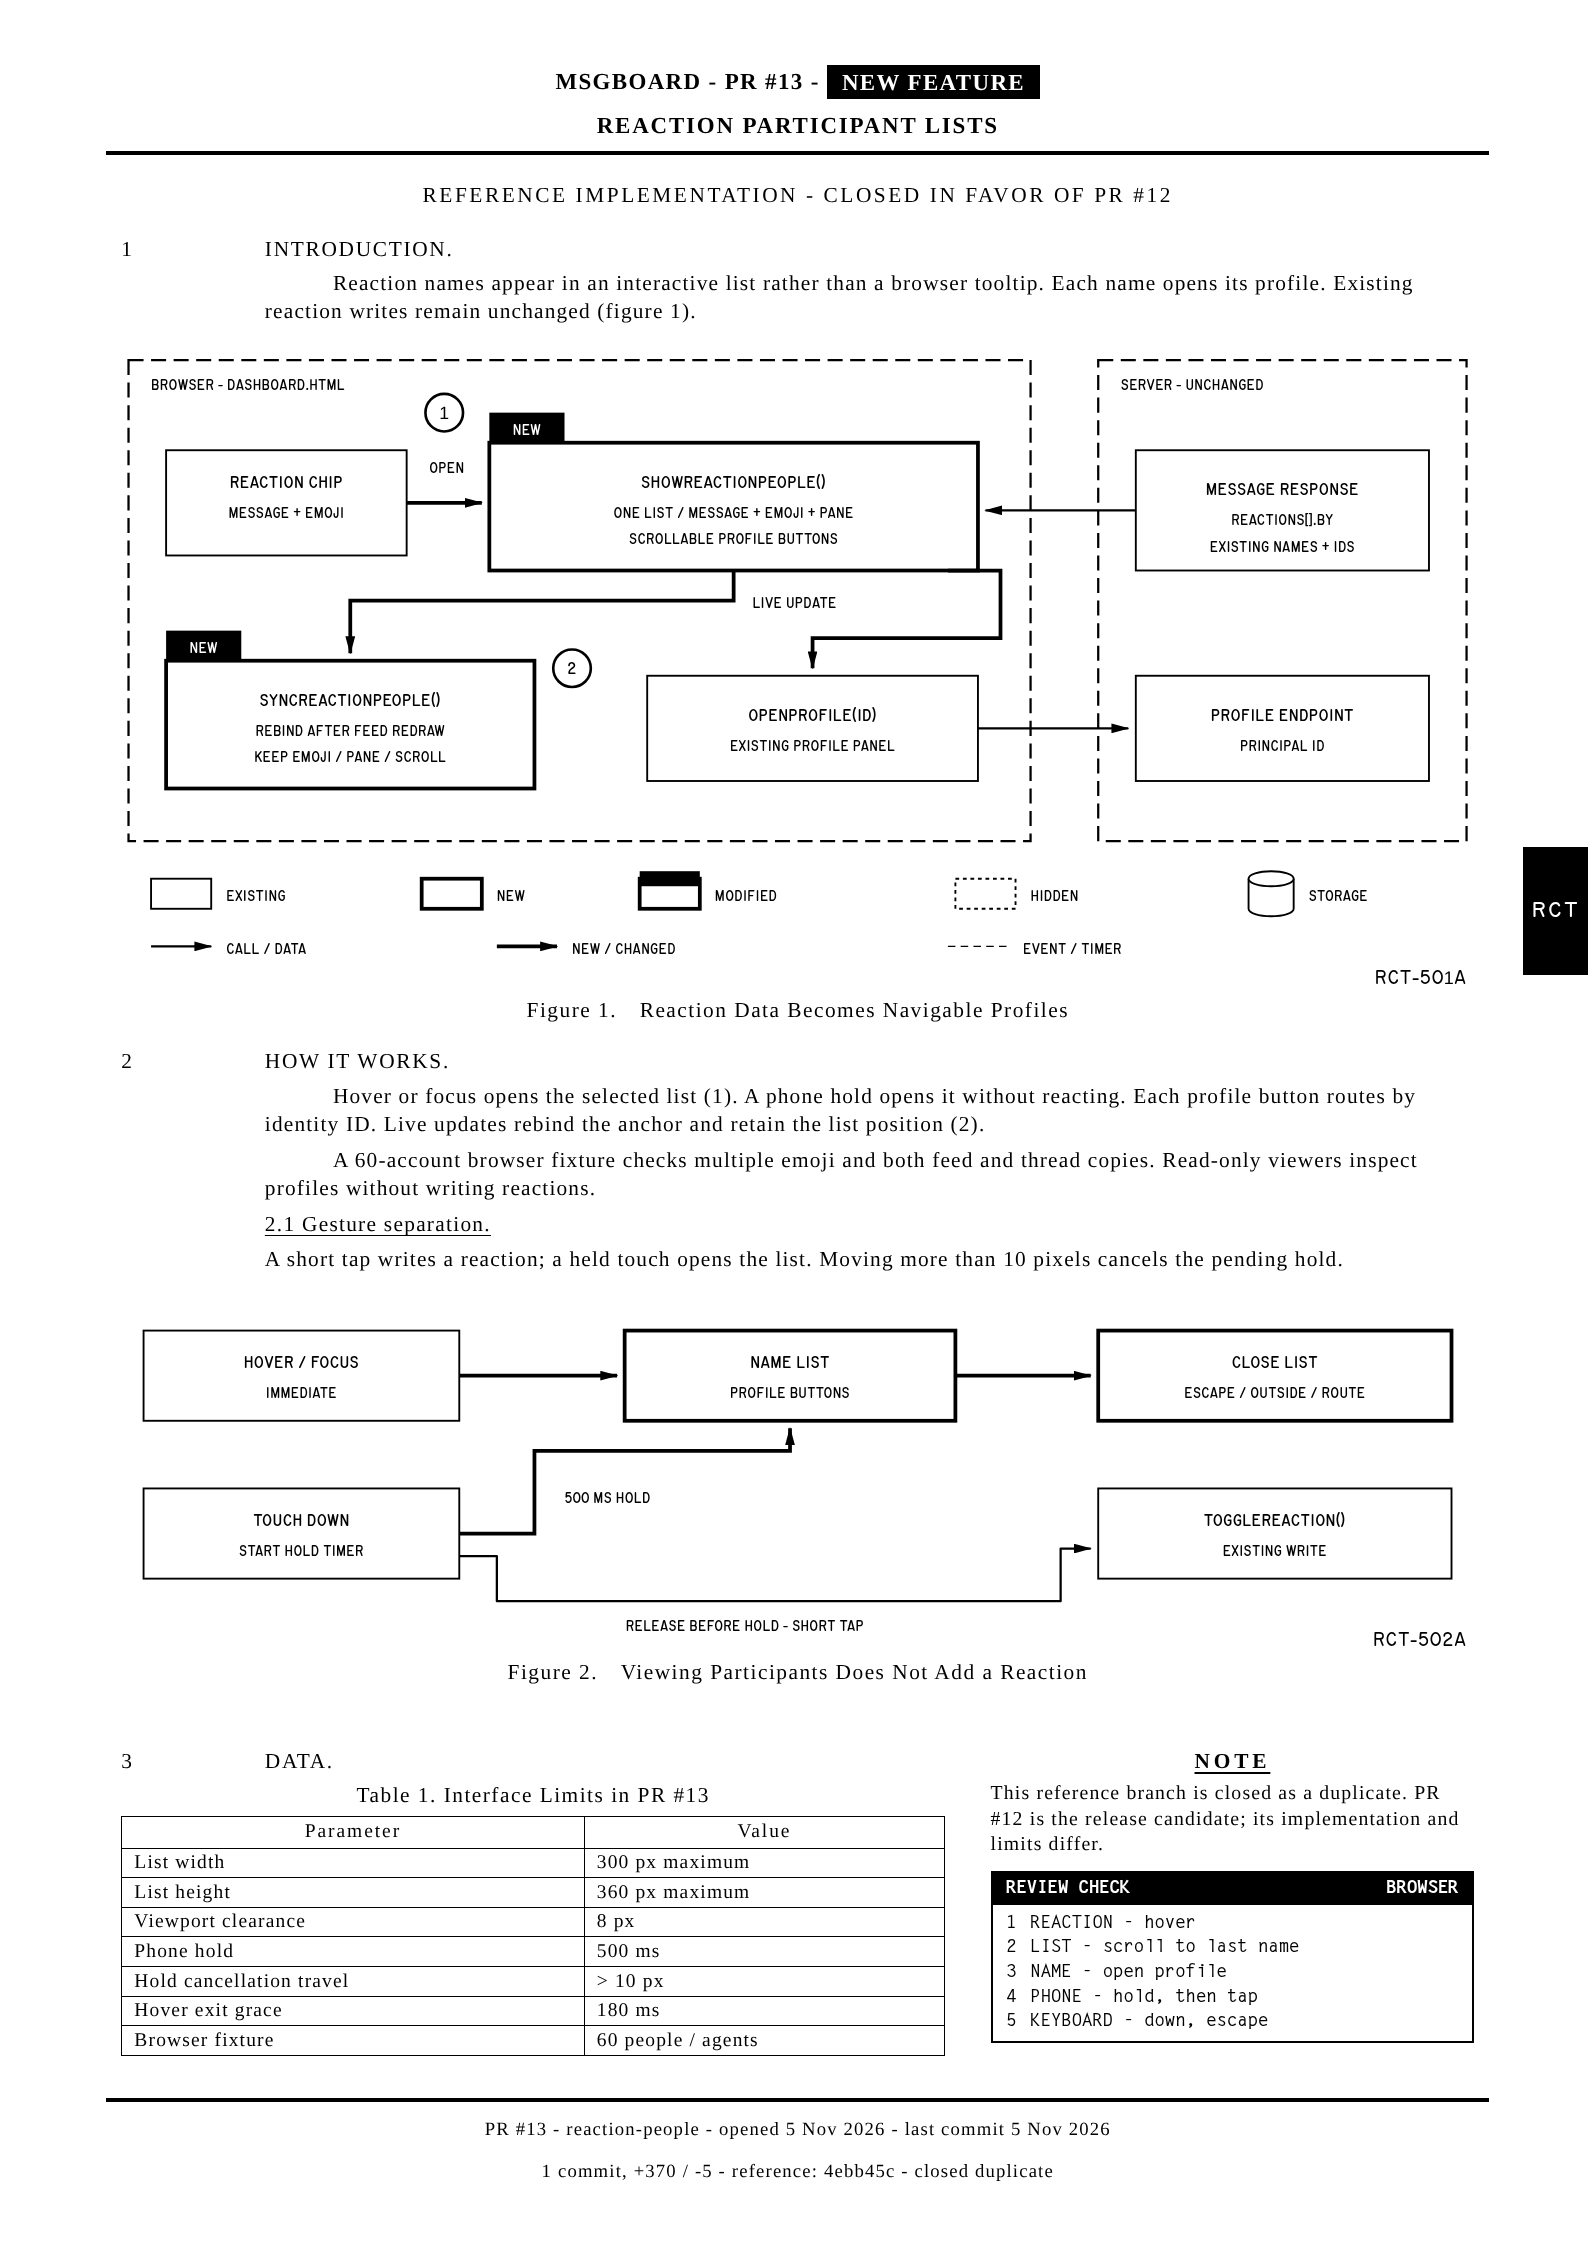 MSGBOARD - PR #13 - NEW FEATURE
REACTION PARTICIPANT LISTS
REFERENCE IMPLEMENTATION - CLOSED IN FAVOR OF PR #12
1 INTRODUCTION.
Reaction names appear in an interactive list rather than a browser tooltip. Each name opens its profile. Existing
reaction writes remain unchanged (figure 1).
BROWSER - DASHBOARD.HTML
SERVER - UNCHANGED
1
NEW
OPEN
REACTION CHIP
MESSAGE + EMOJI
SHOWREACTIONPEOPLE()
ONE LIST / MESSAGE + EMOJI + PANE
SCROLLABLE PROFILE BUTTONS
MESSAGE RESPONSE
REACTIONS[].BY
EXISTING NAMES + IDS
LIVE UPDATE
NEW
2
SYNCREACTIONPEOPLE()
REBIND AFTER FEED REDRAW
KEEP EMOJI / PANE / SCROLL
OPENPROFILE(ID)
EXISTING PROFILE PANEL
PROFILE ENDPOINT
PRINCIPAL ID
EXISTING
NEW
MODIFIED
HIDDEN
STORAGE
RCT
CALL / DATA
NEW / CHANGED
EVENT / TIMER
RCT-501A
Figure 1. Reaction Data Becomes Navigable Profiles
2 HOW IT WORKS.
Hover or focus opens the selected list (1). A phone hold opens it without reacting. Each profile button routes by
identity ID. Live updates rebind the anchor and retain the list position (2).
A 60-account browser fixture checks multiple emoji and both feed and thread copies. Read-only viewers inspect
profiles without writing reactions.
2.1 Gesture separation.
A short tap writes a reaction; a held touch opens the list. Moving more than 10 pixels cancels the pending hold.
HOVER / FOCUS
IMMEDIATE
NAME LIST
PROFILE BUTTONS
CLOSE LIST
ESCAPE / OUTSIDE / ROUTE
500 MS HOLD
TOUCH DOWN
START HOLD TIMER
TOGGLEREACTION()
EXISTING WRITE
RELEASE BEFORE HOLD - SHORT TAP
RCT-502A
Figure 2. Viewing Participants Does Not Add a Reaction
3 DATA.
Table 1. Interface Limits in PR #13
Parameter Value
List width 300 px maximum
List height 360 px maximum
Viewport clearance 8 px
Phone hold 500 ms
Hold cancellation travel > 10 px
Hover exit grace 180 ms
Browser fixture 60 people / agents
NOTE
This reference branch is closed as a duplicate. PR
#12 is the release candidate; its implementation and
limits differ.
REVIEW CHECK BROWSER
1 REACTION - hover
2 LIST - scroll to last name
3 NAME - open profile
4 PHONE - hold, then tap
5 KEYBOARD - down, escape
PR #13 - reaction-people - opened 5 Nov 2026 - last commit 5 Nov 2026
1 commit, +370 / -5 - reference: 4ebb45c - closed duplicate